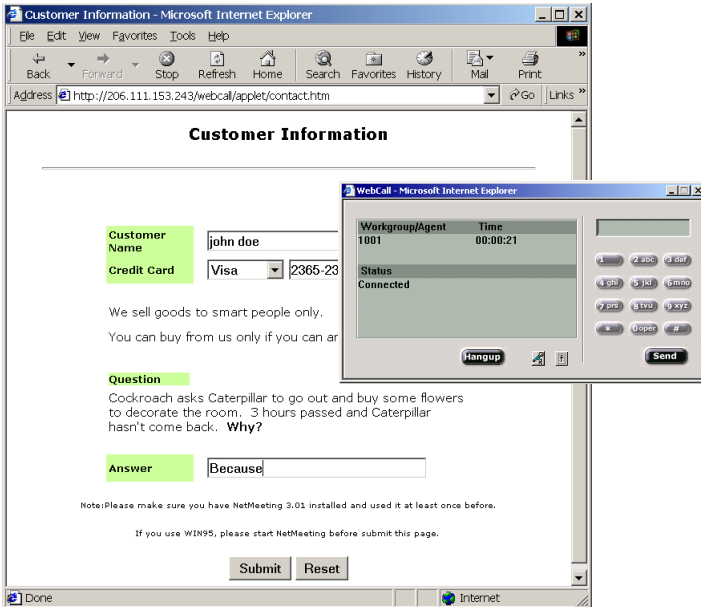 Customer Information - Microsoft Internet Explorer
File Edit View Favorites Tools Help
Back Forward Stop Refresh Home Search Favorites History Mail Print »
Address http://206.111.153.243/webcall/applet/contact.htm Go Links »
Customer Information
WebCall - Microsoft Internet Explorer
Workgroup/Agent Time
1001 00:00:21
Status
Connected
1 2 abc 3 def
4 ghi 5 jkl 6 mno
7 prs 8 tvu 9 xyz
* 0 oper #
Hangup Send
Customer Name john doe
Credit Card Visa 2365-23
We sell goods to smart people only.
You can buy from us only if you can
Question
Cockroach asks Caterpillar to go out and buy some flowers
to decorate the room. 3 hours passed and Caterpillar
hasn't come back. Why?
Answer Because
Note:Please make sure you have NetMeeting 3.01 installed and used it at least once before.
If you use WIN95, please start NetMeeting before submit this page.
Submit Reset
Done Internet